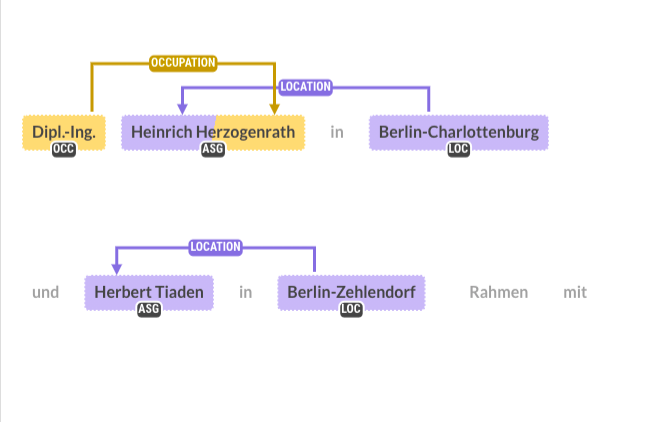 OCCUPATION
LOCATION
Dipl.-Ing. Heinrich Herzogenrath in Berlin-Charlottenburg
OCC ASG LOC
LOCATION
und Herbert Tiaden in Berlin-Zehlendorf Rahmen mit
ASG LOC